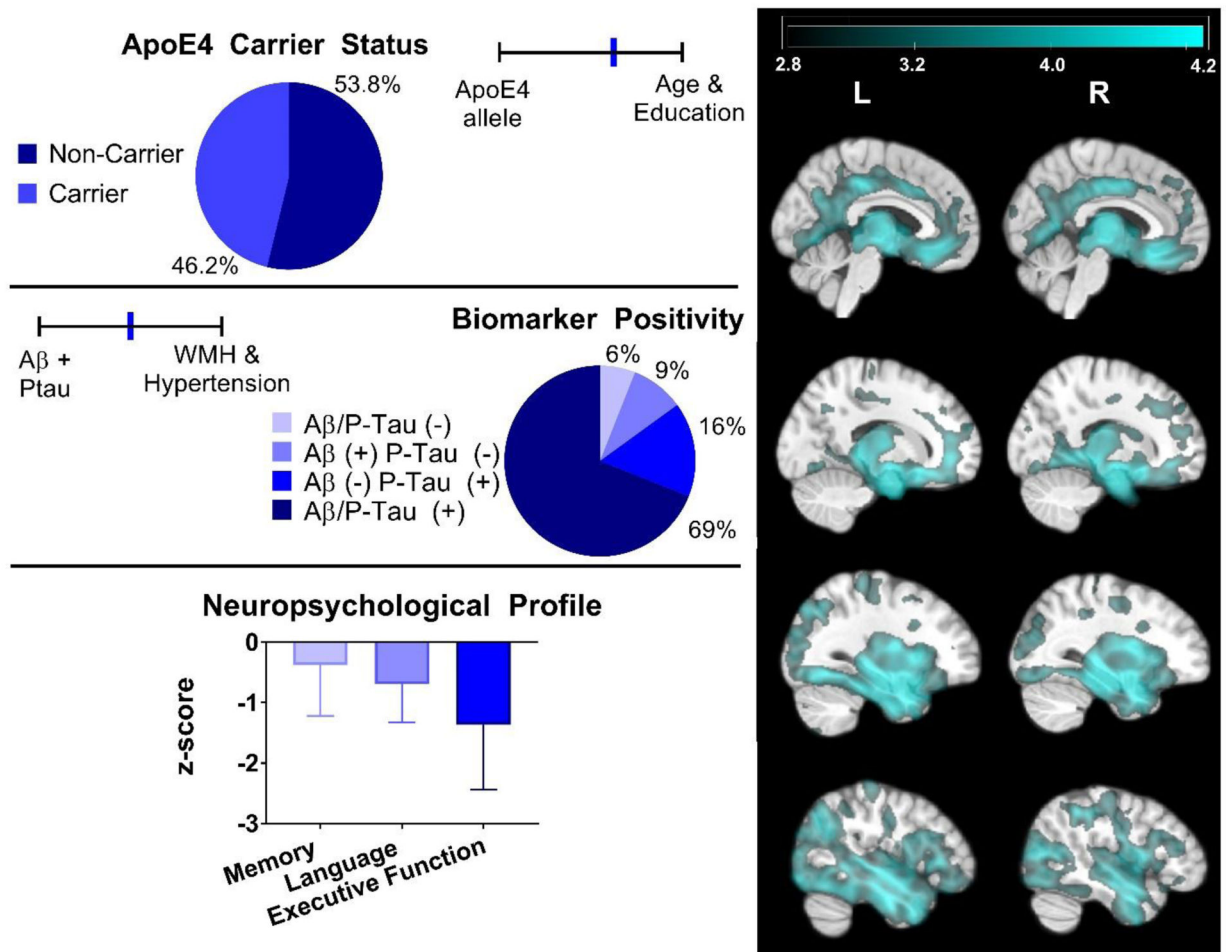 ApoE4 Carrier Status
53.8%
46.2%
Non-Carrier
Carrier
ApoE4
allele
Age &
Education
Aβ +
Ptau
WMH &
Hypertension
Biomarker Positivity
6%
9%
16%
69%
Aβ/P-Tau (-)
Aβ (+) P-Tau (-)
Aβ (-) P-Tau (+)
Aβ/P-Tau (+)
Neuropsychological Profile
z-score
0
-1
-2
-3
Memory
Language
Executive Function
2.8 3.2 4.0 4.2
L R